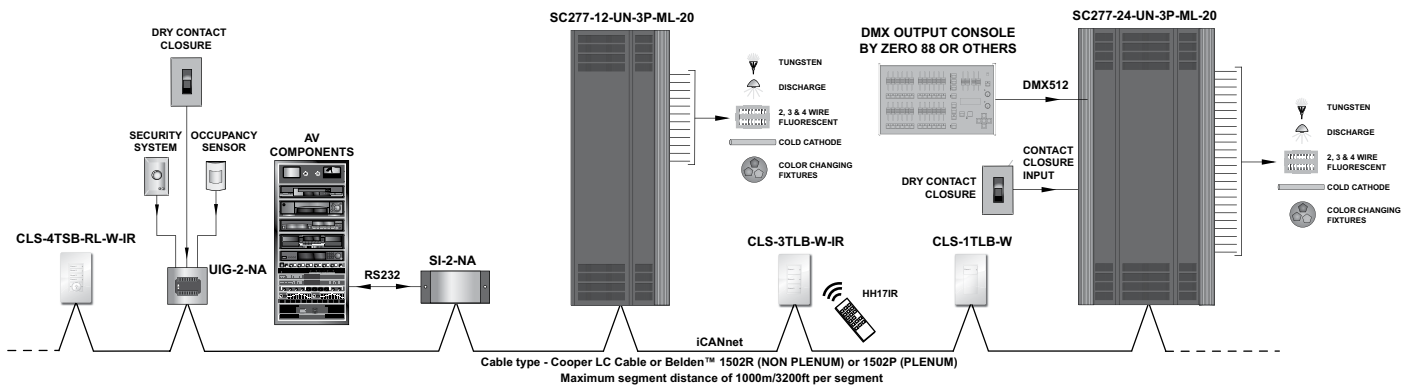 SC277-12-UN-3P-ML-20
SC277-24-UN-3P-ML-20
DRY CONTACT
CLOSURE
DMX OUTPUT CONSOLE
BY ZERO 88 OR OTHERS
TUNGSTEN
DISCHARGE
2, 3 & 4 WIRE
FLUORESCENT
COLD CATHODE
COLOR CHANGING
FIXTURES
DMX512
TUNGSTEN
DISCHARGE
2, 3 & 4 WIRE
FLUORESCENT
COLD CATHODE
COLOR CHANGING
FIXTURES
SECURITY
SYSTEM
OCCUPANCY
SENSOR
AV
COMPONENTS
CONTACT
CLOSURE
INPUT
DRY CONTACT
CLOSURE
CLS-4TSB-RL-W-IR
UIG-2-NA
RS232
SI-2-NA
CLS-3TLB-W-IR
HH17IR
CLS-1TLB-W
iCANnet
Cable type - Cooper LC Cable or Belden™ 1502R (NON PLENUM) or 1502P (PLENUM)
Maximum segment distance of 1000m/3200ft per segment